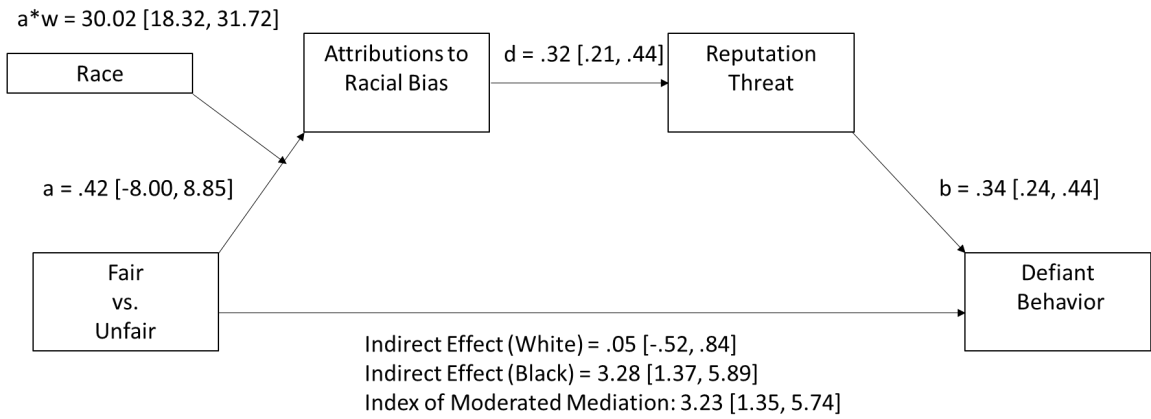 a*w = 30.02 [18.32, 31.72]
Race
Attributions to
Racial Bias
d = .32 [.21, .44]
Reputation
Threat
a = .42 [-8.00, 8.85]
b = .34 [.24, .44]
Fair
vs.
Unfair
Defiant
Behavior
Indirect Effect (White) = .05 [-.52, .84]
Indirect Effect (Black) = 3.28 [1.37, 5.89]
Index of Moderated Mediation: 3.23 [1.35, 5.74]